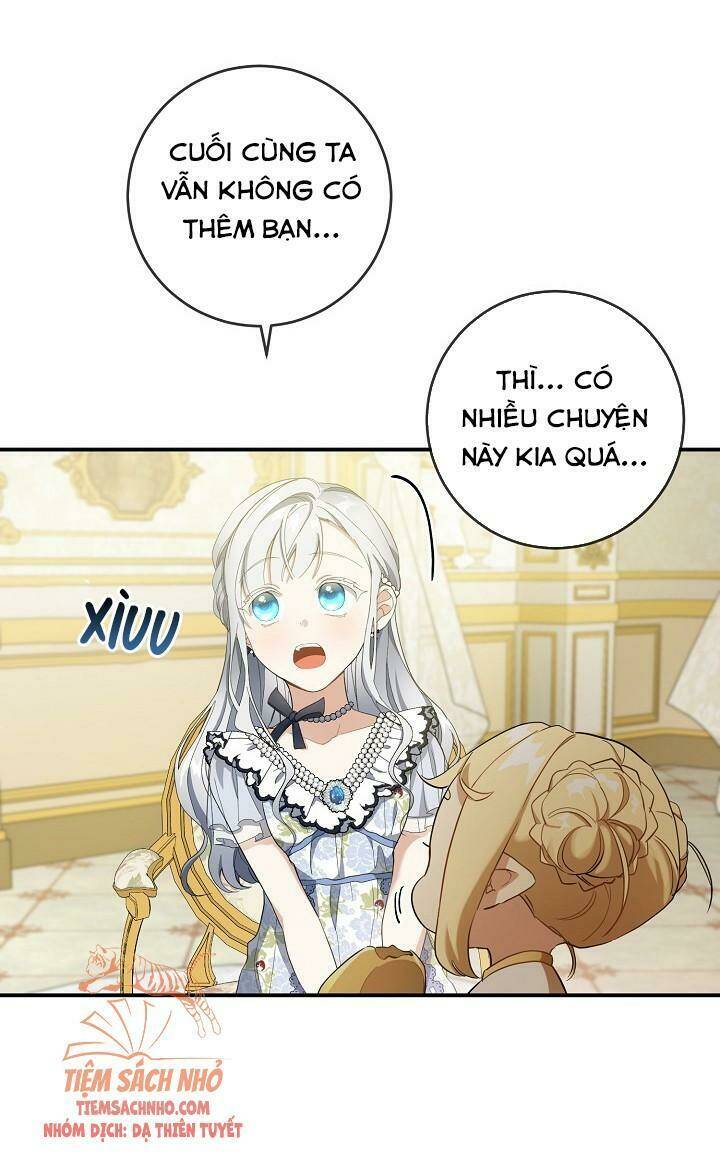 CUỐI CÙNG TA
VẪN KHÔNG CÓ
THÊM BẠN...
THÌ... CÓ
NHIỀU CHUYỆN
NÀY KIA QUÁ...
XÌUU
TIỆM SÁCH NHỎ
TIEMSACHNHO.COM
NHÓM DỊCH: DẠ THIÊN TUYẾT